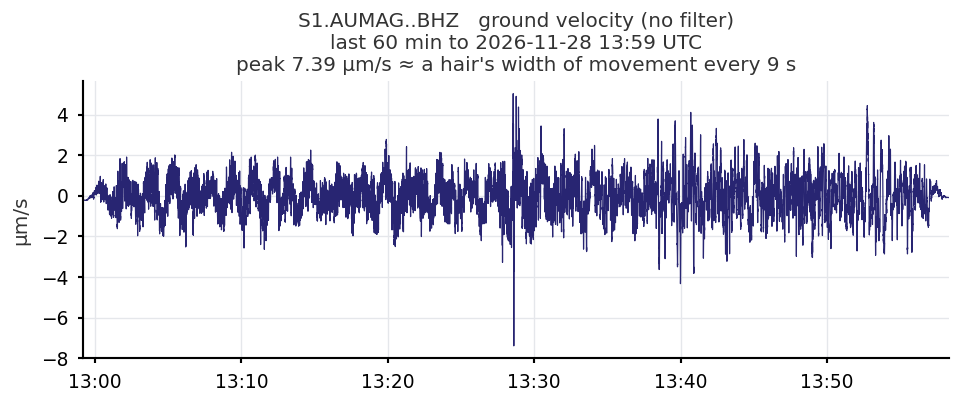 S1.AUMAG..BHZ   ground velocity (no filter)
last 60 min to 2026-11-28 13:59 UTC
peak 7.39 µm/s ≈ a hair's width of movement every 9 s
4
2
0
−2
−4
−6
−8
µm/s
13:00 13:10 13:20 13:30 13:40 13:50